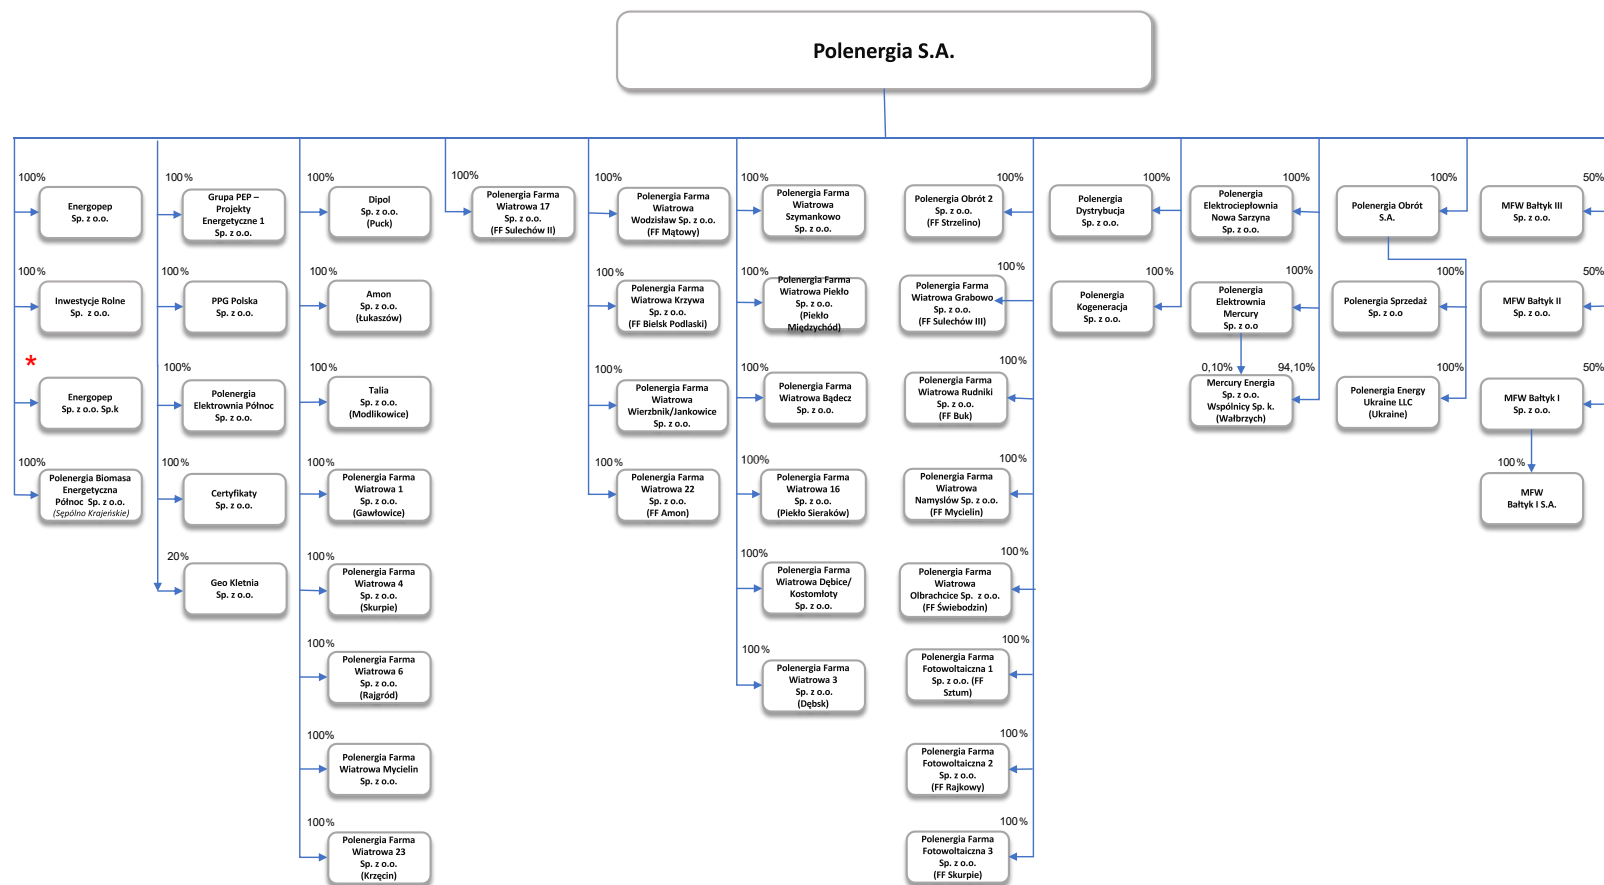 Polenergia S.A.
100%
Energopep
Sp. z o.o.
100%
Inwestycje Rolne
Sp. z o.o.
*
Energopep
Sp. z o.o. Sp.k
100%
Polenergia Biomasa
Energetyczna
Północ Sp. z o.o.
(Sępólno Krajeńskie)
100%
Grupa PEP –
Projekty
Energetyczne 1
Sp. z o.o.
100%
PPG Polska
Sp. z o.o.
100%
Polenergia
Elektrownia Północ
Sp. z o.o.
100%
Certyfikaty
Sp. z o.o.
20%
Geo Kletnia
Sp. z o.o.
100%
Dipol
Sp. z o.o.
(Puck)
100%
Amon
Sp. z o.o.
(Łukaszów)
100%
Talia
Sp. z o.o.
(Modlikowice)
100%
Polenergia Farma
Wiatrowa 1
Sp. z o.o.
(Gawłowice)
100%
Polenergia Farma
Wiatrowa 4
Sp. z o.o.
(Skurpie)
100%
Polenergia Farma
Wiatrowa 6
Sp. z o.o.
(Rajgród)
100%
Polenergia Farma
Wiatrowa Mycielin
Sp. z o.o.
100%
Polenergia Farma
Wiatrowa 23
Sp. z o.o.
(Krzęcin)
100%
Polenergia Farma
Wiatrowa 17
Sp. z o.o.
(FF Sulechów II)
100%
Polenergia Farma
Wiatrowa
Wodzisław Sp. z o.o.
(FF Mątowy)
100%
Polenergia Farma
Wiatrowa Krzywa
Sp. z o.o.
(FF Bielsk Podlaski)
100%
Polenergia Farma
Wiatrowa
Wierzbnik/Jankowice
Sp. z o.o.
100%
Polenergia Farma
Wiatrowa 22
Sp. z o.o.
(FF Amon)
100%
Polenergia Farma
Wiatrowa
Szymankowo
Sp. z o.o.
100%
Polenergia Farma
Wiatrowa Piekło
Sp. z o.o.
(Piekło
Międzychód)
100%
Polenergia Farma
Wiatrowa Bądecz
Sp. z o.o.
100%
Polenergia Farma
Wiatrowa 16
Sp. z o.o.
(Piekło Sieraków)
100%
Polenergia Farma
Wiatrowa Dębice/
Kostomłoty
Sp. z o.o.
100%
Polenergia Farma
Wiatrowa 3
Sp. z o.o.
(Dębsk)
100%
Polenergia Obrót 2
Sp. z o.o.
(FF Strzelino)
100%
Polenergia Farma
Wiatrowa Grabowo
Sp. z o.o.
(FF Sulechów III)
100%
Polenergia Farma
Wiatrowa Rudniki
Sp. z o.o.
(FF Buk)
100%
Polenergia Farma
Wiatrowa
Namysłów Sp. z o.o.
(FF Mycielin)
100%
Polenergia Farma
Wiatrowa
Olbrachcice Sp. z o.o.
(FF Świebodzin)
100%
Polenergia Farma
Fotowoltaiczna 1
Sp. z o.o. (FF
Sztum)
100%
Polenergia Farma
Fotowoltaiczna 2
Sp. z o.o.
(FF Rajkowy)
100%
Polenergia Farma
Fotowoltaiczna 3
Sp. z o.o.
(FF Skurpie)
100%
Polenergia
Dystrybucja
Sp. z o.o.
100%
Polenergia
Kogeneracja
Sp. z o.o.
100%
Polenergia
Elektrociepłownia
Nowa Sarzyna
Sp. z o.o.
100%
Polenergia
Elektrownia
Mercury
Sp. z o.o
0,10%
94,10%
Mercury Energia
Sp. z o.o.
Wspólnicy Sp. k.
(Wałbrzych)
100%
Polenergia Obrót
S.A.
100%
Polenergia Sprzedaż
Sp. z o.o
100%
Polenergia Energy
Ukraine LLC
(Ukraine)
50%
MFW Bałtyk III
Sp. z o.o.
50%
MFW Bałtyk II
Sp. z o.o.
50%
MFW Bałtyk I
Sp. z o.o.
100%
MFW
Bałtyk I S.A.